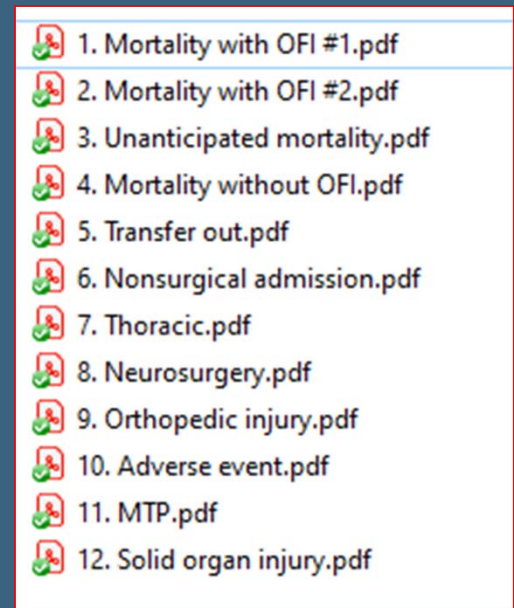 1. Mortality with OFI #1.pdf
2. Mortality with OFI #2.pdf
3. Unanticipated mortality.pdf
4. Mortality without OFI.pdf
5. Transfer out.pdf
6. Nonsurgical admission.pdf
7. Thoracic.pdf
8. Neurosurgery.pdf
9. Orthopedic injury.pdf
10. Adverse event.pdf
11. MTP.pdf
12. Solid organ injury.pdf